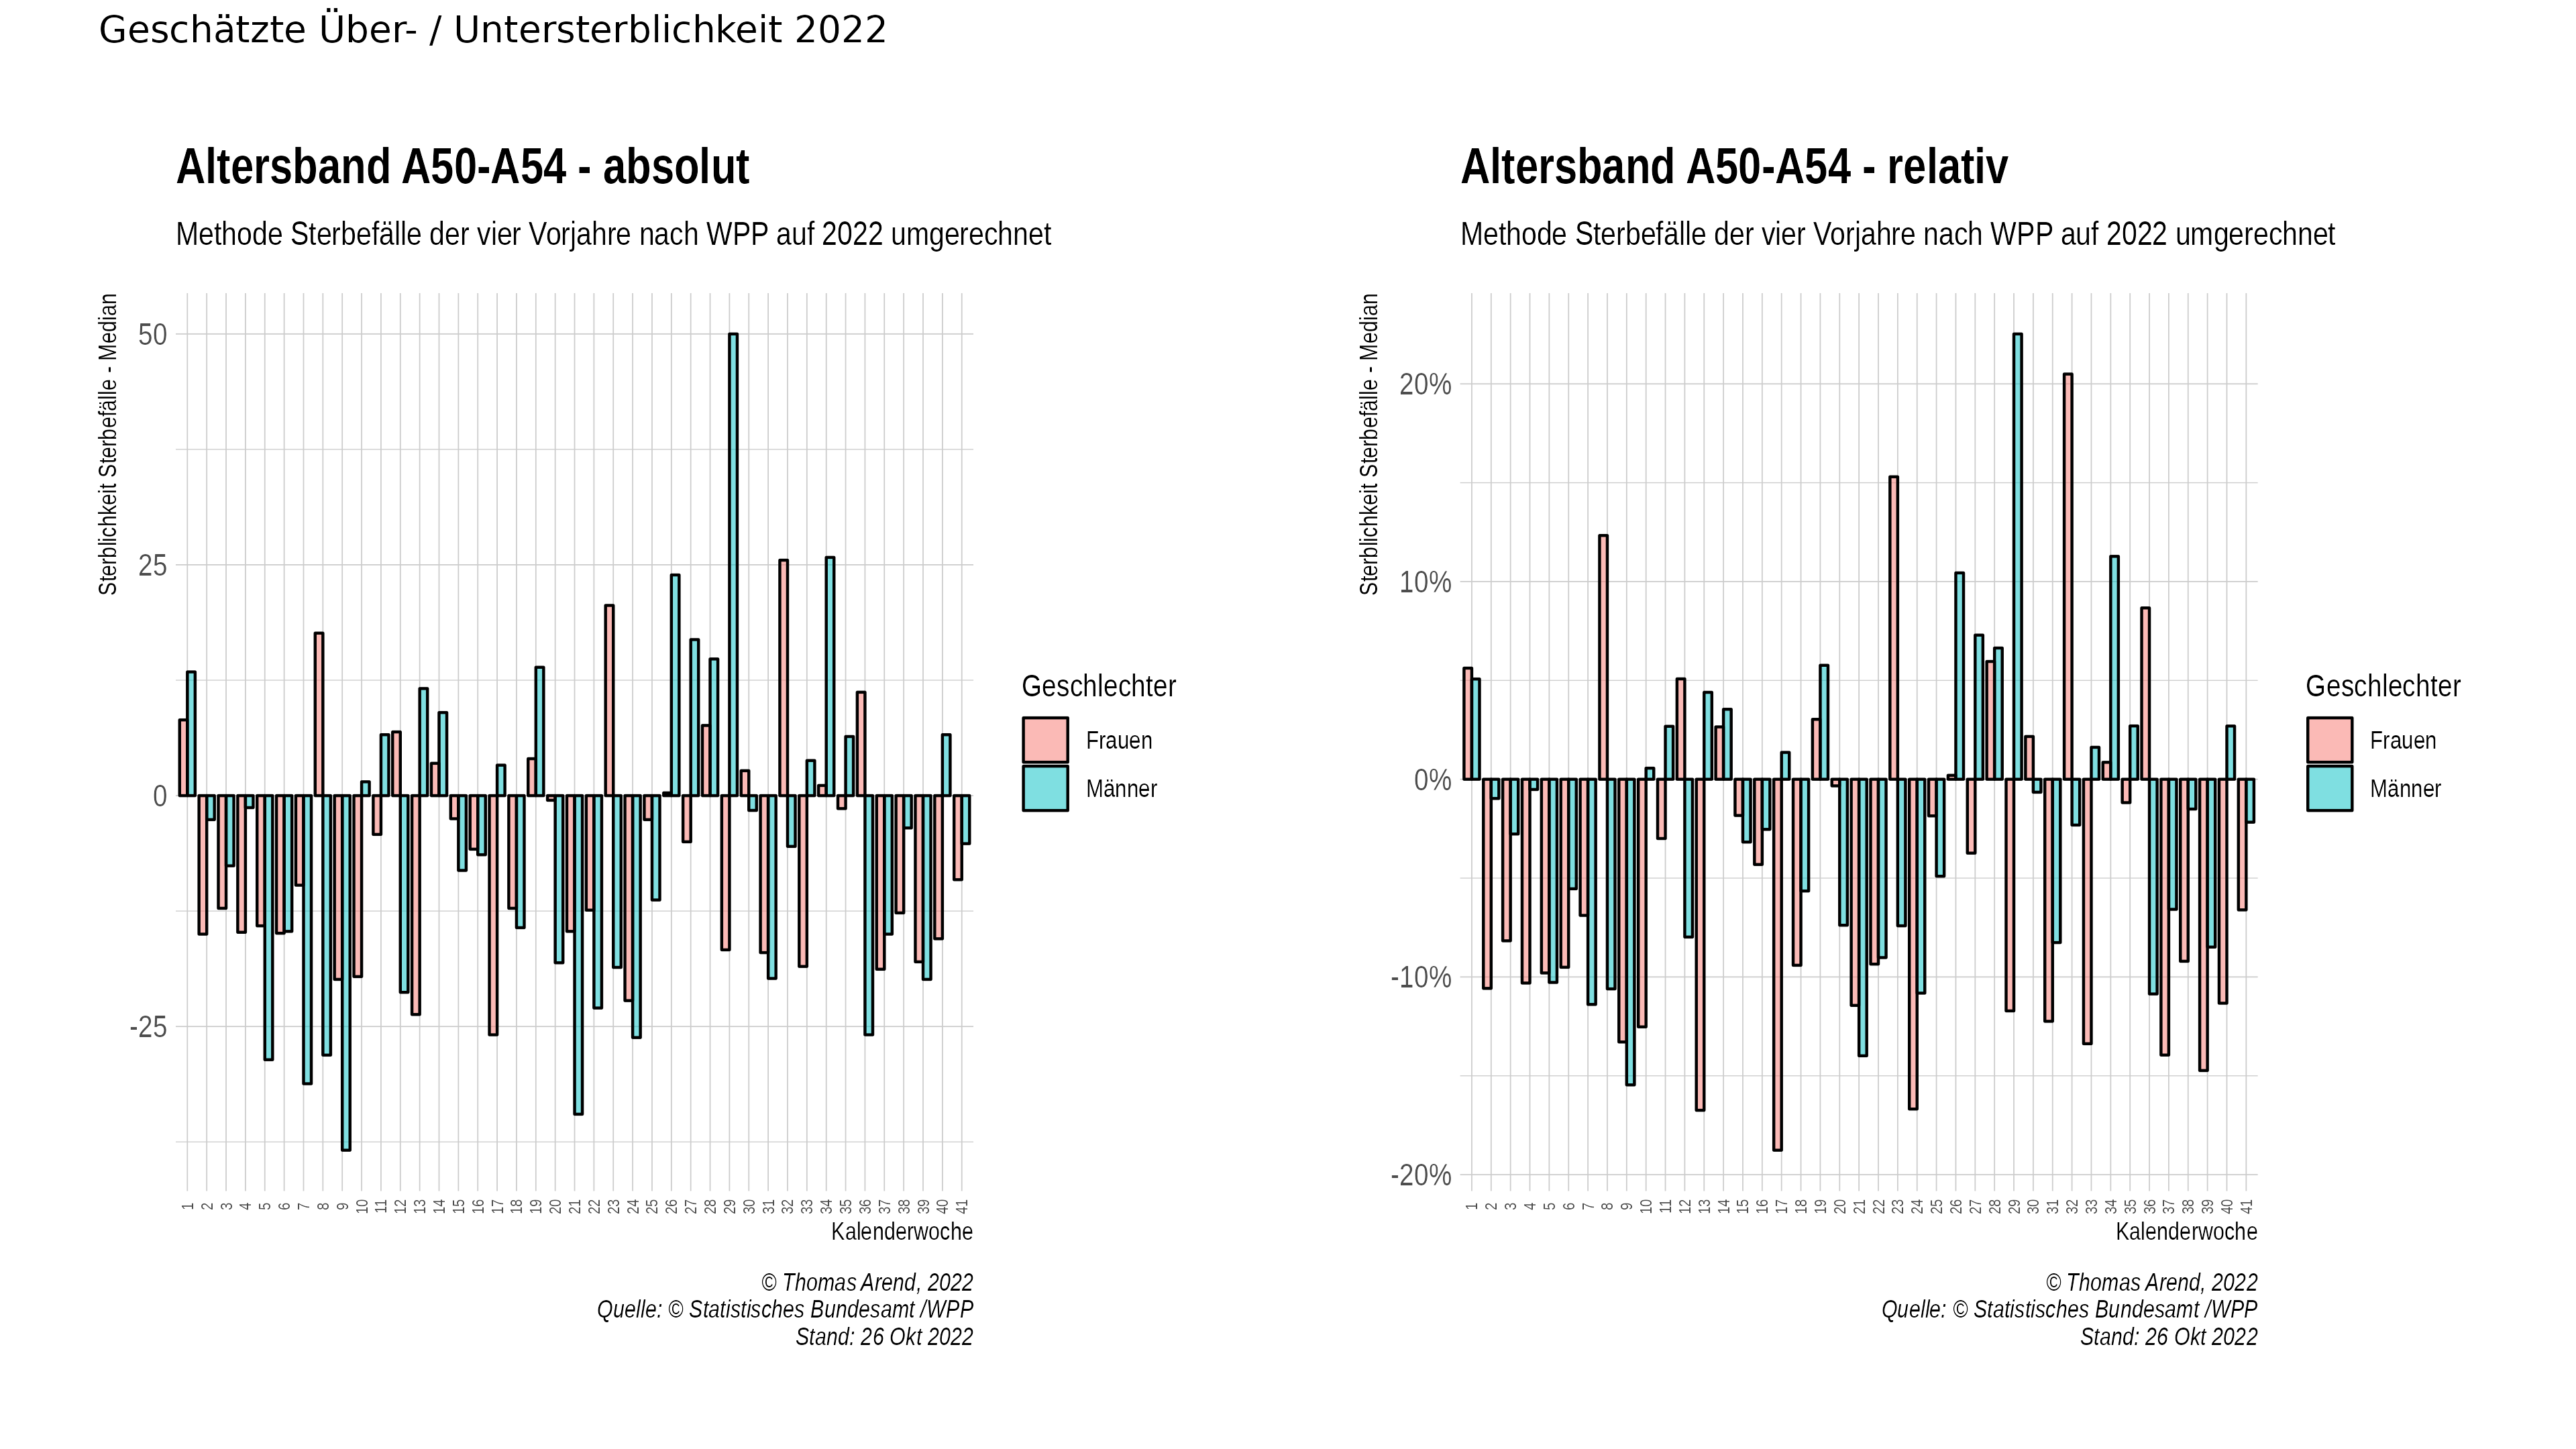 Geschätzte Über- / Untersterblichkeit 2022
Altersband A50-A54 - absolut
Methode Sterbefälle der vier Vorjahre nach WPP auf 2022 umgerechnet
Sterblichkeit Sterbefälle - Median
50
25
0
-25
1 2 3 4 5 6 7 8 9 10 11 12 13 14 15 16 17 18 19 20 21 22 23 24 25 26 27 28 29 30 31 32 33 34 35 36 37 38 39 40 41
Kalenderwoche
Geschlechter
Frauen
Männer
© Thomas Arend, 2022
Quelle: © Statistisches Bundesamt /WPP
Stand: 26 Okt 2022
Altersband A50-A54 - relativ
Methode Sterbefälle der vier Vorjahre nach WPP auf 2022 umgerechnet
Sterblichkeit Sterbefälle - Median
20%
10%
0%
-10%
-20%
1 2 3 4 5 6 7 8 9 10 11 12 13 14 15 16 17 18 19 20 21 22 23 24 25 26 27 28 29 30 31 32 33 34 35 36 37 38 39 40 41
Kalenderwoche
Geschlechter
Frauen
Männer
© Thomas Arend, 2022
Quelle: © Statistisches Bundesamt /WPP
Stand: 26 Okt 2022